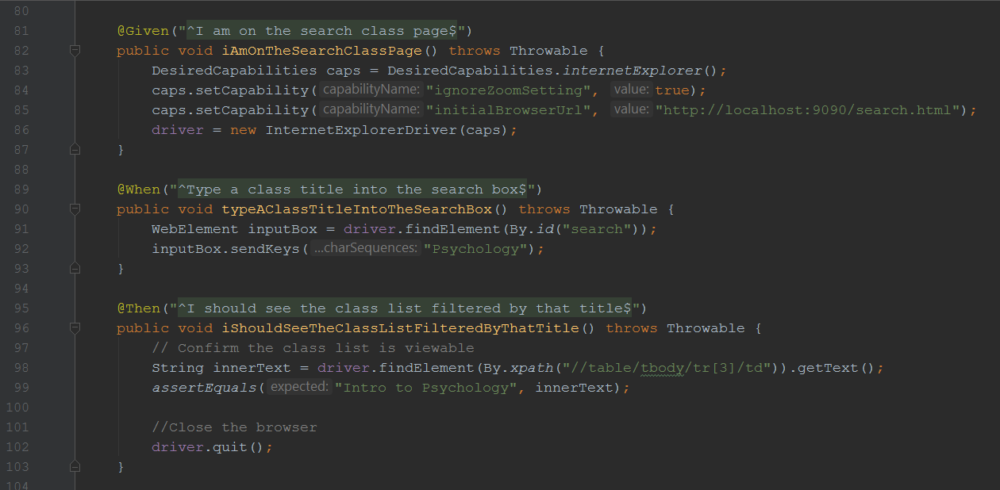 80
81 @Given("^I am on the search class page$")
82 public void iAmOnTheSearchClassPage() throws Throwable {
83 DesiredCapabilities caps = DesiredCapabilities.internetExplorer();
84 caps.setCapability( capabilityName: "ignoreZoomSetting", value: true);
85 caps.setCapability( capabilityName: "initialBrowserUrl", value: "http://localhost:9090/search.html");
86 driver = new InternetExplorerDriver(caps);
87 }
88
89 @When("^Type a class title into the search box$")
90 public void typeAClassTitleIntoTheSearchBox() throws Throwable {
91 WebElement inputBox = driver.findElement(By.id("search"));
92 inputBox.sendKeys( ...charSequences: "Psychology");
93 }
94
95 @Then("^I should see the class list filtered by that title$")
96 public void iShouldSeeTheClassListFilteredByThatTitle() throws Throwable {
97 // Confirm the class list is viewable
98 String innerText = driver.findElement(By.xpath("//table/tbody/tr[3]/td")).getText();
99 assertEquals( expected: "Intro to Psychology", innerText);
100
101 //Close the browser
102 driver.quit();
103 }
104